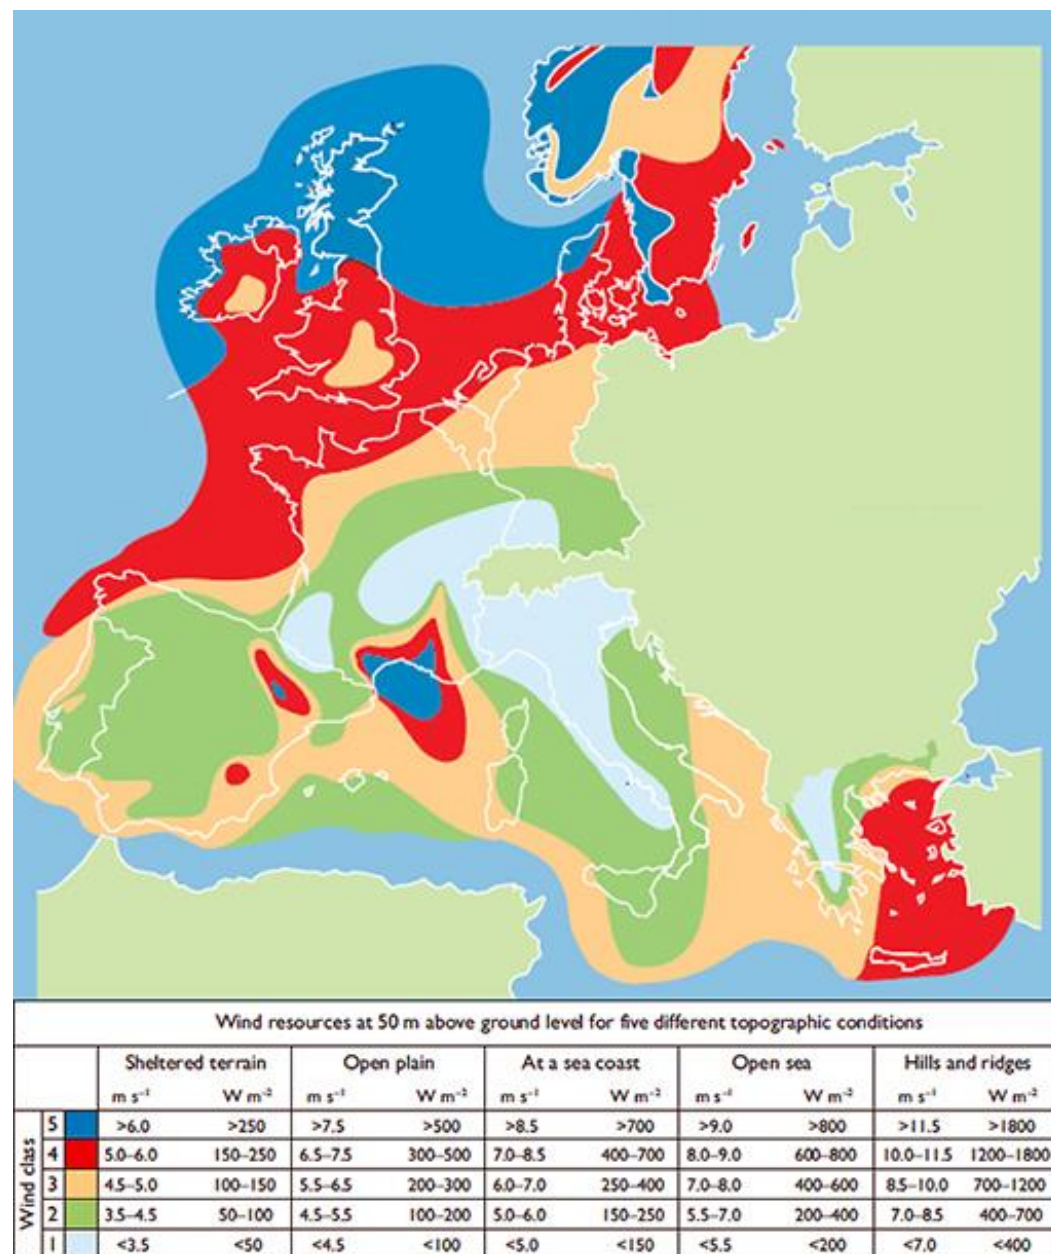 Wind resources at 50 m above ground level for five different topographic conditions
Sheltered terrain Open plain At a sea coast Open sea Hills and ridges
m s⁻¹ W m⁻² m s⁻¹ W m⁻² m s⁻¹ W m⁻² m s⁻¹ W m⁻² m s⁻¹ W m⁻²
Wind class
5 >6.0 >250 >7.5 >500 >8.5 >700 >9.0 >800 >11.5 >1800
4 5.0–6.0 150–250 6.5–7.5 300–500 7.0–8.5 400–700 8.0–9.0 600–800 10.0–11.5 1200–1800
3 4.5–5.0 100–150 5.5–6.5 200–300 6.0–7.0 250–400 7.0–8.0 400–600 8.5–10.0 700–1200
2 3.5–4.5 50–100 4.5–5.5 100–200 5.0–6.0 150–250 5.5–7.0 200–400 7.0–8.5 400–700
1 <3.5 <50 <4.5 <100 <5.0 <150 <5.5 <200 <7.0 <400